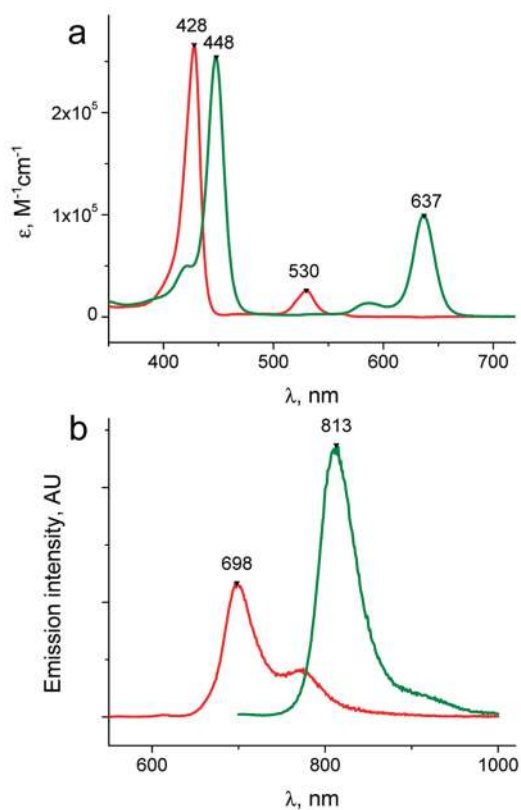 a
428
448
637
530
2x10⁵
1x10⁵
0
ε, M⁻¹cm⁻¹
400 500 600 700
λ, nm
b
813
698
Emission intensity, AU
600 800 1000
λ, nm